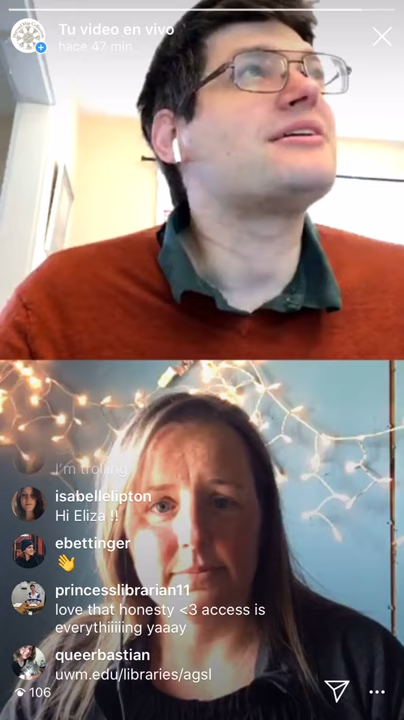 Tu video en vivo
hace 47 min
I'm trolling
isabellelipton
Hi Eliza !!
ebettinger
👋
princesslibrarian11
love that honesty <3 access is
everythiiiiing yaaay
queerbastian
uwm.edu/libraries/agsl
106